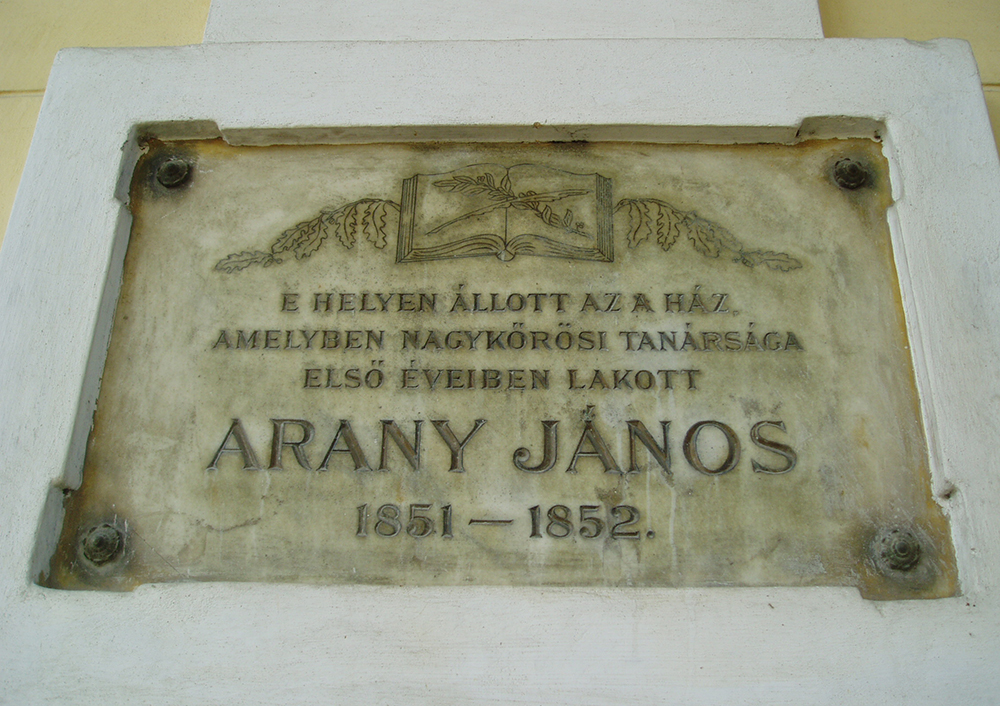 E HELYEN ÁLLOTT AZ A HÁZ,
AMELYBEN NAGYKŐRÖSI TANÁRSÁGA
ELSŐ ÉVEIBEN LAKOTT
ARANY JÁNOS
1851 — 1852.